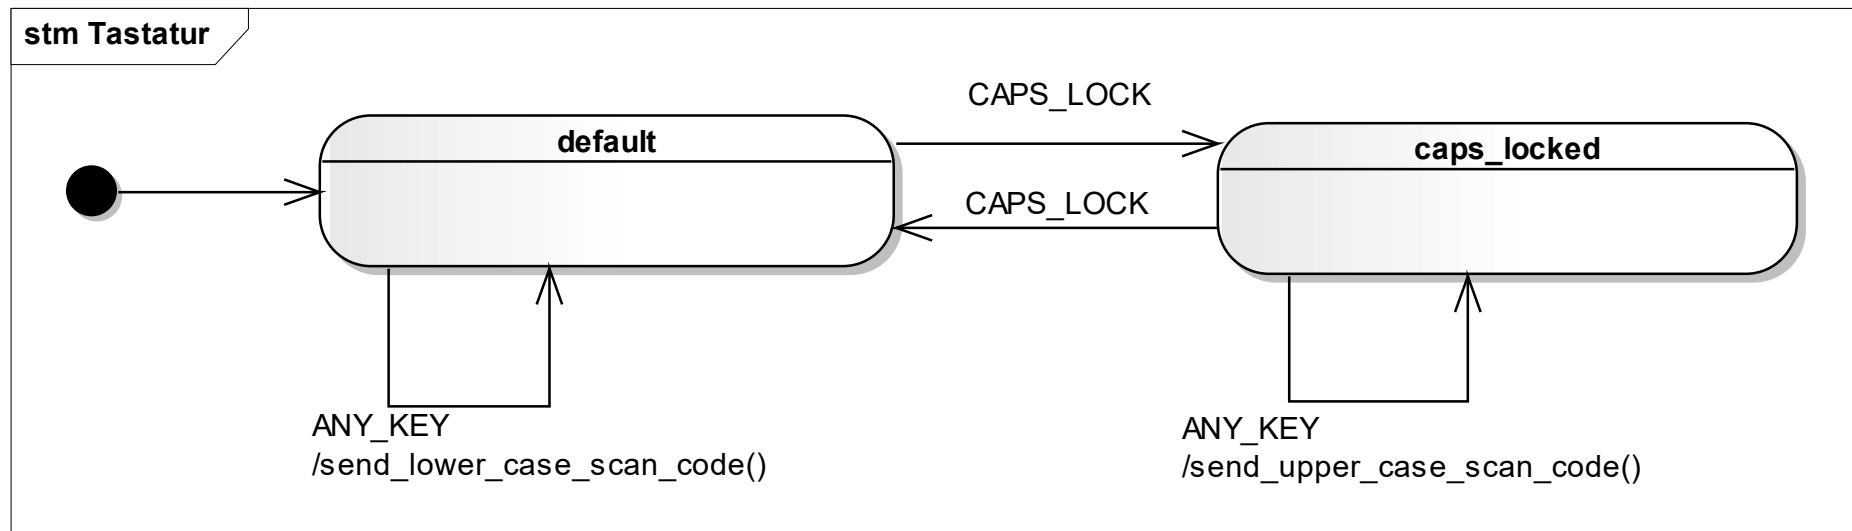 stm Tastatur
CAPS_LOCK
default
caps_locked
CAPS_LOCK
ANY_KEY
/send_lower_case_scan_code()
ANY_KEY
/send_upper_case_scan_code()